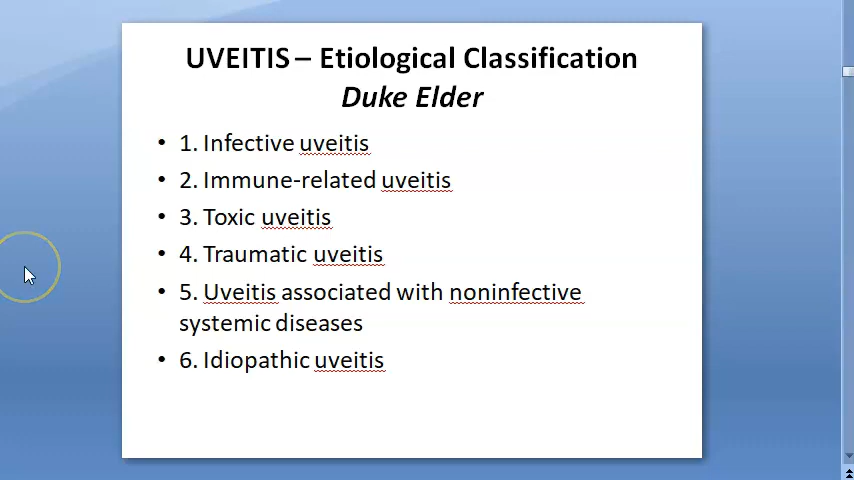 UVEITIS – Etiological Classification
Duke Elder
• 1. Infective uveitis
• 2. Immune-related uveitis
• 3. Toxic uveitis
• 4. Traumatic uveitis
• 5. Uveitis associated with noninfective
systemic diseases
• 6. Idiopathic uveitis